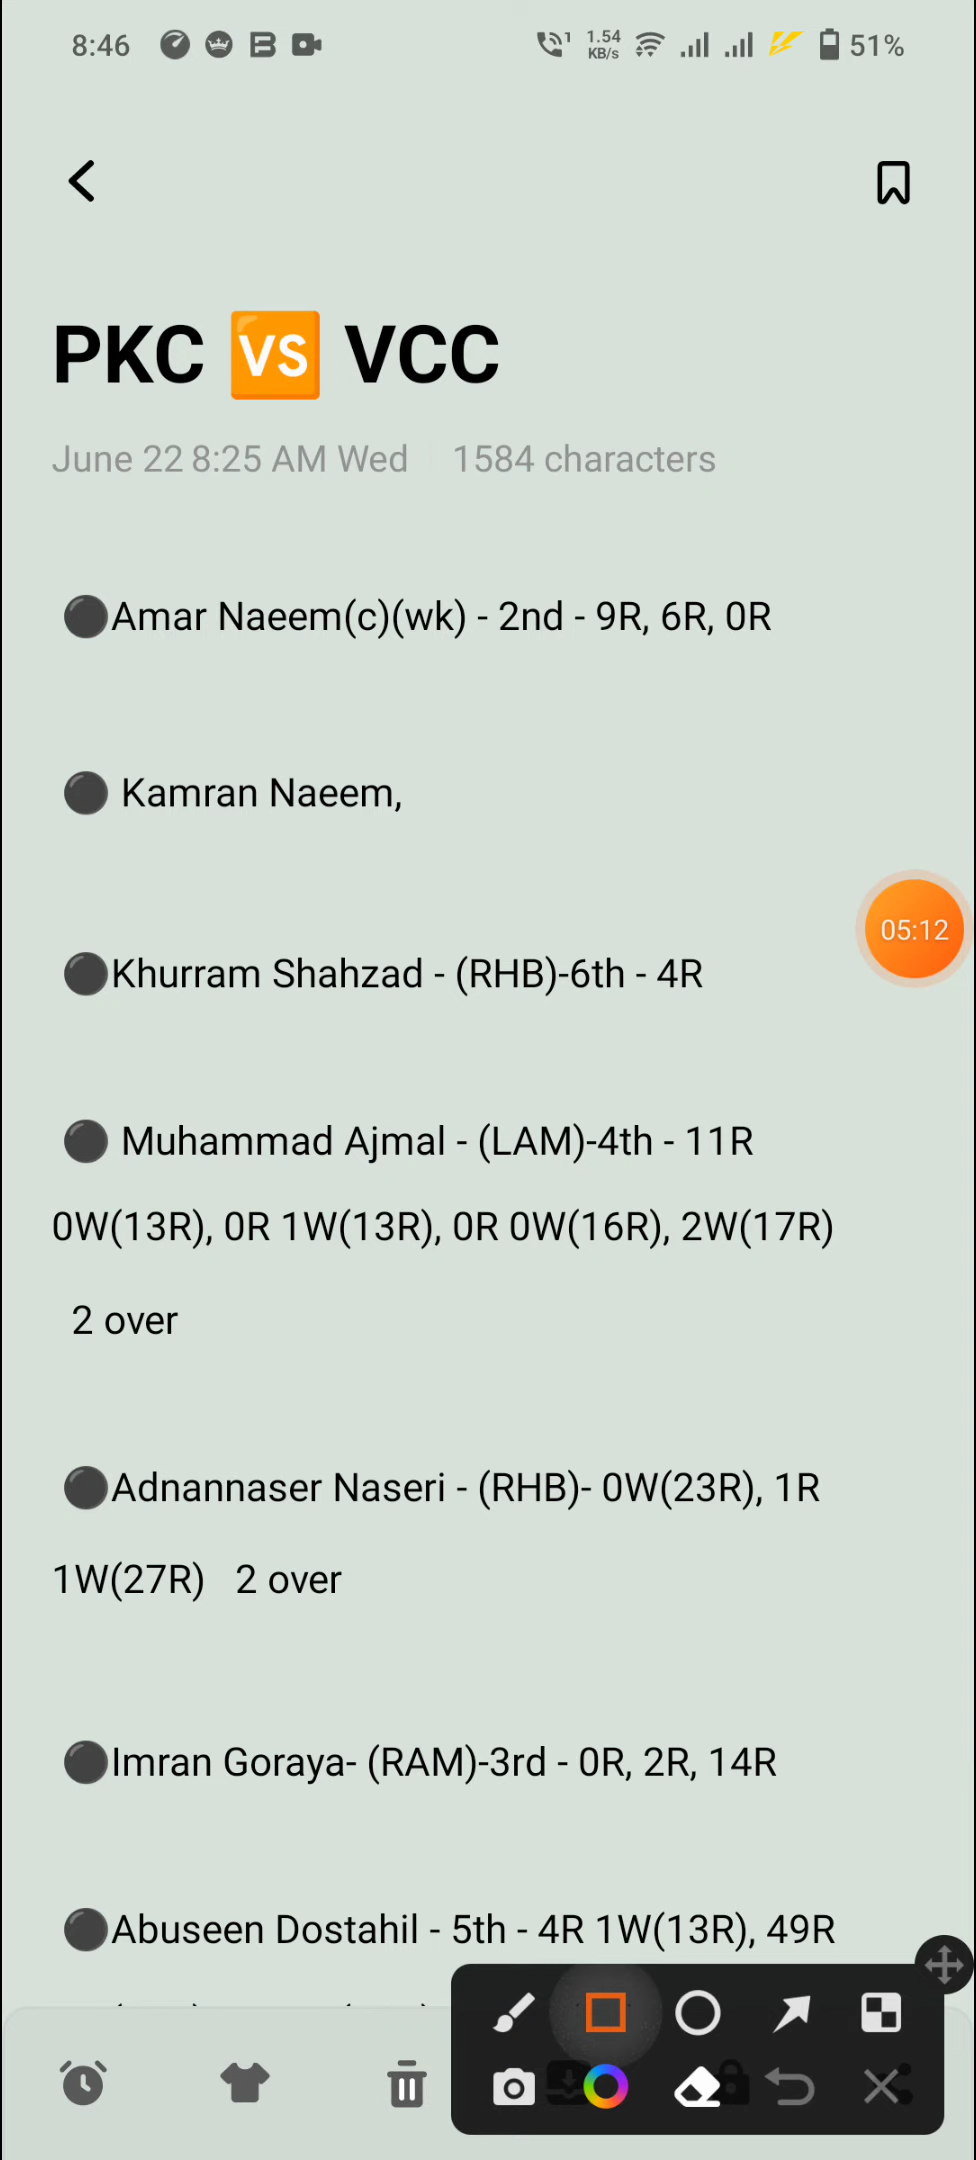 8:46 1.54 KB/s 51%
PKC VS VCC
June 22 8:25 AM Wed 1584 characters
Amar Naeem(c)(wk) - 2nd - 9R, 6R, 0R
Kamran Naeem,
05:12
Khurram Shahzad - (RHB)-6th - 4R
Muhammad Ajmal - (LAM)-4th - 11R
0W(13R), 0R 1W(13R), 0R 0W(16R), 2W(17R)
2 over
Adnannaser Naseri - (RHB)- 0W(23R), 1R
1W(27R) 2 over
Imran Goraya- (RAM)-3rd - 0R, 2R, 14R
Abuseen Dostahil - 5th - 4R 1W(13R), 49R